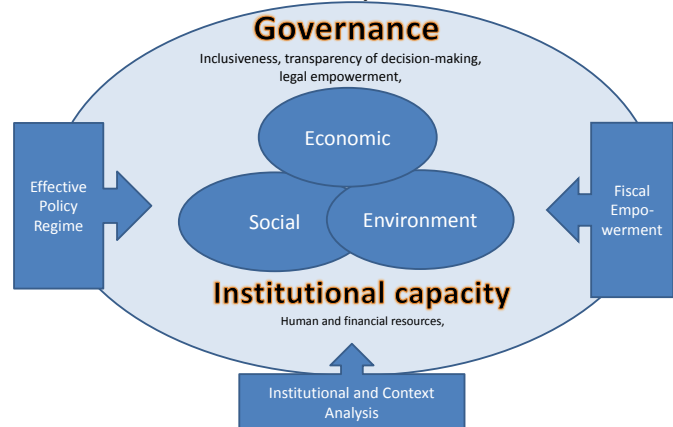 Governance
Inclusiveness, transparency of decision-making,
legal empowerment,
Economic
Effective
Policy
Regime
Fiscal
Empo-
werment
Social
Environment
Institutional capacity
Human and financial resources,
Institutional and Context
Analysis